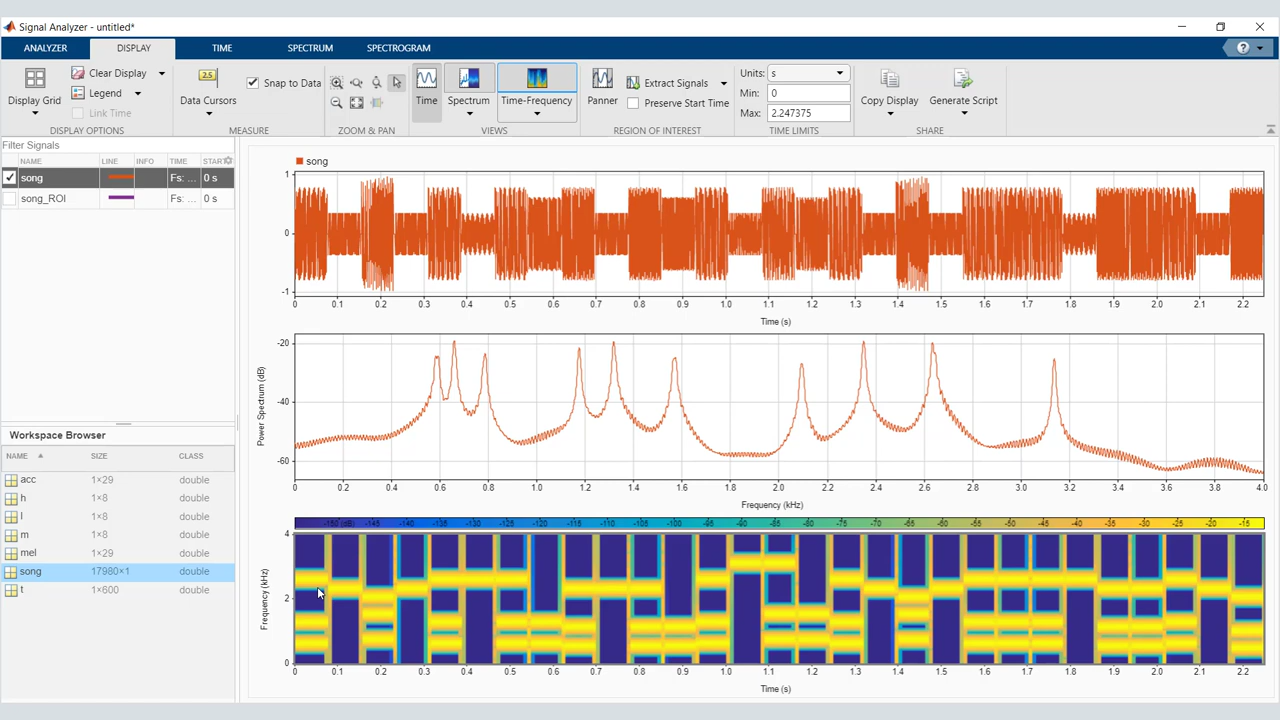 Signal Analyzer - untitled*
ANALYZER DISPLAY TIME SPECTRUM SPECTROGRAM ?
Display Grid
Clear Display
Legend
Link Time
DISPLAY OPTIONS
2.5
Data Cursors
Snap to Data
MEASURE
ZOOM & PAN
Time
Spectrum
Time-Frequency
VIEWS
Panner
Extract Signals
Preserve Start Time
REGION OF INTEREST
Units: s
Min: 0
Max: 2.247375
TIME LIMITS
Copy Display
Generate Script
SHARE
Filter Signals
NAME LINE INFO TIME START
song Fs: ... 0 s
song_ROI Fs: ... 0 s
Workspace Browser
NAME SIZE CLASS
acc 1×29 double
h 1×8 double
l 1×8 double
m 1×8 double
mel 1×29 double
song 17980×1 double
t 1×600 double
song
1
0
-1
0 0.1 0.2 0.3 0.4 0.5 0.6 0.7 0.8 0.9 1.0 1.1 1.2 1.3 1.4 1.5 1.6 1.7 1.8 1.9 2.0 2.1 2.2
Time (s)
Power Spectrum (dB)
-20
-40
-60
0 0.2 0.4 0.6 0.8 1.0 1.2 1.4 1.6 1.8 2.0 2.2 2.4 2.6 2.8 3.0 3.2 3.4 3.6 3.8 4.0
Frequency (kHz)
-150 (dB) -145 -140 -135 -130 -125 -120 -115 -110 -105 -100 -95 -90 -85 -80 -75 -70 -65 -60 -55 -50 -45 -40 -35 -30 -25 -20 -15
Frequency (kHz)
4
2
0
0 0.1 0.2 0.3 0.4 0.5 0.6 0.7 0.8 0.9 1.0 1.1 1.2 1.3 1.4 1.5 1.6 1.7 1.8 1.9 2.0 2.1 2.2
Time (s)